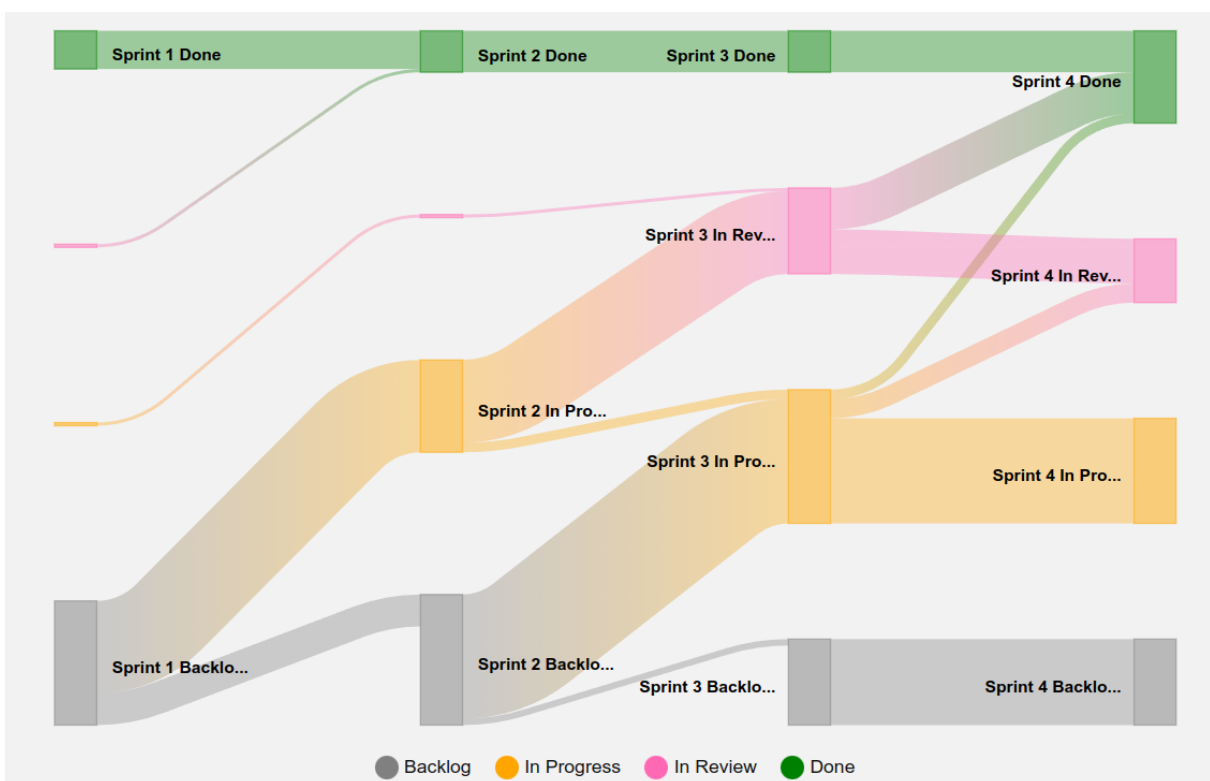 Sprint 1 Done
Sprint 2 Done
Sprint 3 Done
Sprint 4 Done
Sprint 3 In Rev...
Sprint 4 In Rev...
Sprint 2 In Pro...
Sprint 3 In Pro...
Sprint 4 In Pro...
Sprint 1 Backlo...
Sprint 2 Backlo...
Sprint 3 Backlo...
Sprint 4 Backlo...
Backlog
In Progress
In Review
Done